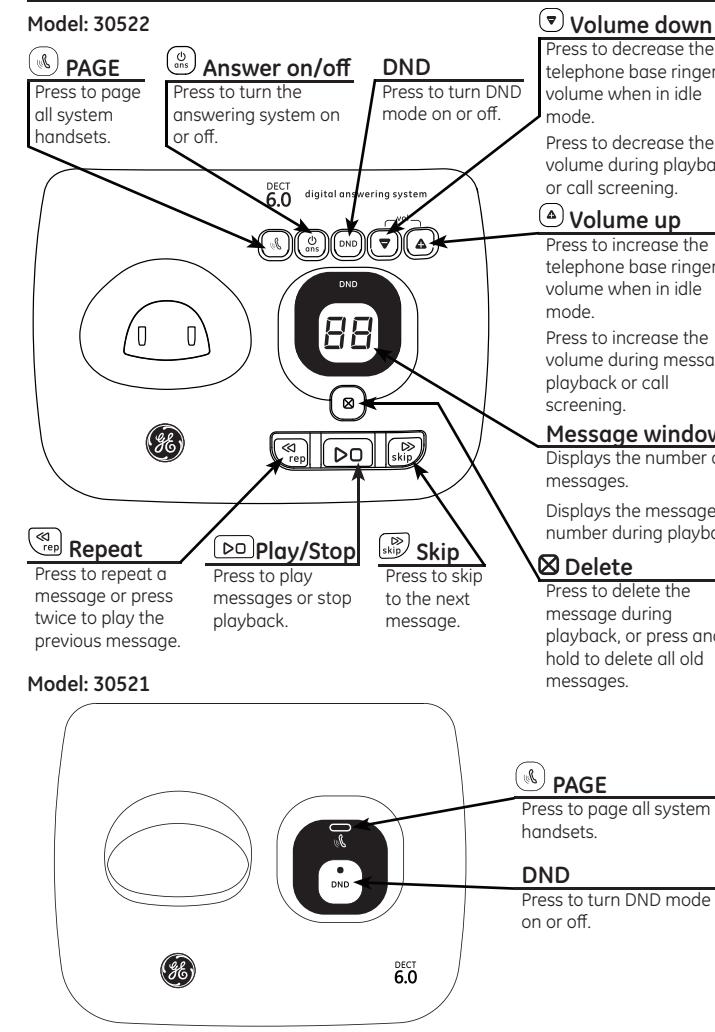 Model: 30522
PAGE
Press to page
all system
handsets.
ans
Answer on/off
Press to turn the
answering system on
or off.
DND
Press to turn DND
mode on or off.
Volume down
Press to decrease the
telephone base ringer
volume when in idle
mode.
Press to decrease the
volume during playba
or call screening.
Volume up
Press to increase the
telephone base ringer
volume when in idle
mode.
Press to increase the
volume during messa
playback or call
screening.
Message window
Displays the number o
messages.
Displays the message
number during playba
Delete
Press to delete the
message during
playback, or press and
hold to delete all old
messages.
DECT
6.0
digital answering system
vol
ans
DND
DND
88
GE
rep
skip
rep
Repeat
Press to repeat a
message or press
twice to play the
previous message.
Play/Stop
Press to play
messages or stop
playback.
skip
Skip
Press to skip
to the next
message.
Model: 30521
PAGE
Press to page all system
handsets.
DND
Press to turn DND mode
on or off.
DND
GE
DECT
6.0